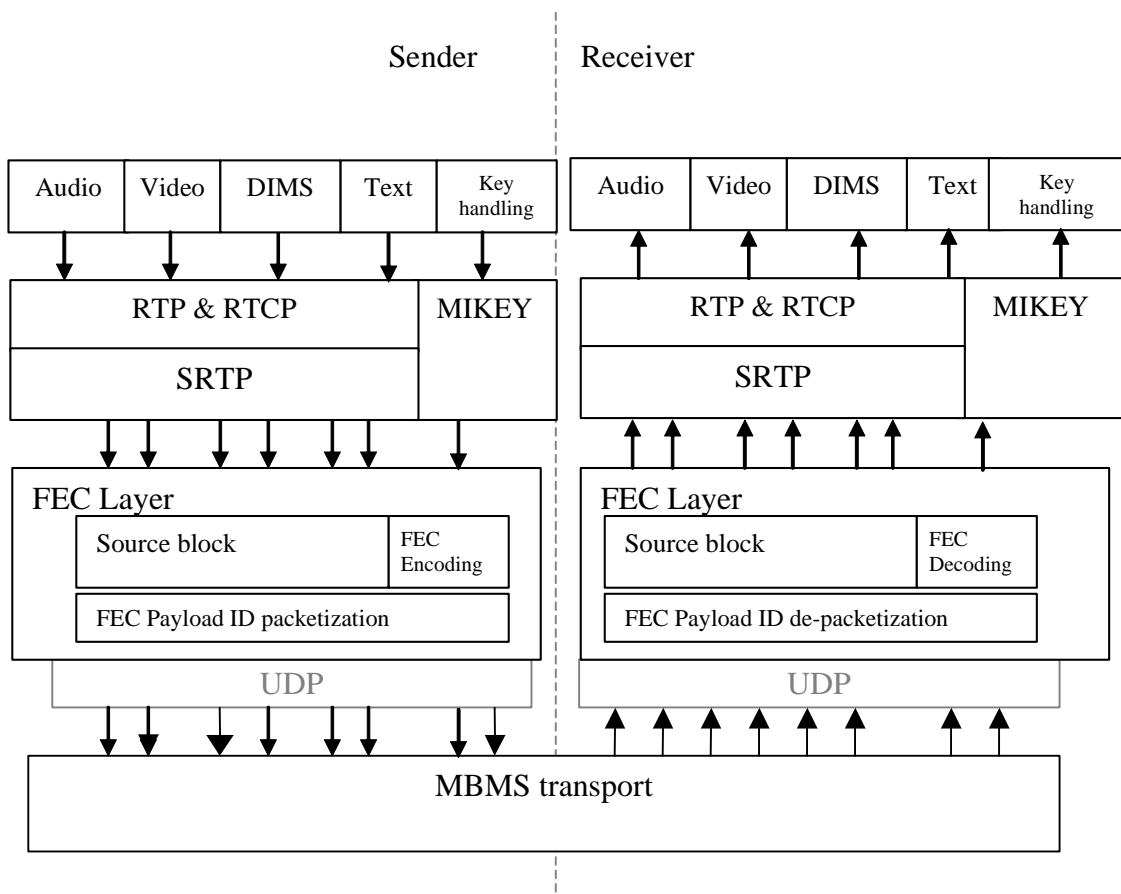 Sender
Receiver
Audio
Video
DIMS
Text
Key
handling
Audio
Video
DIMS
Text
Key
handling
RTP & RTCP
MIKEY
SRTP
RTP & RTCP
MIKEY
SRTP
FEC Layer
Source block
FEC
Encoding
FEC Payload ID packetization
UDP
FEC Layer
Source block
FEC
Decoding
FEC Payload ID de-packetization
UDP
MBMS transport